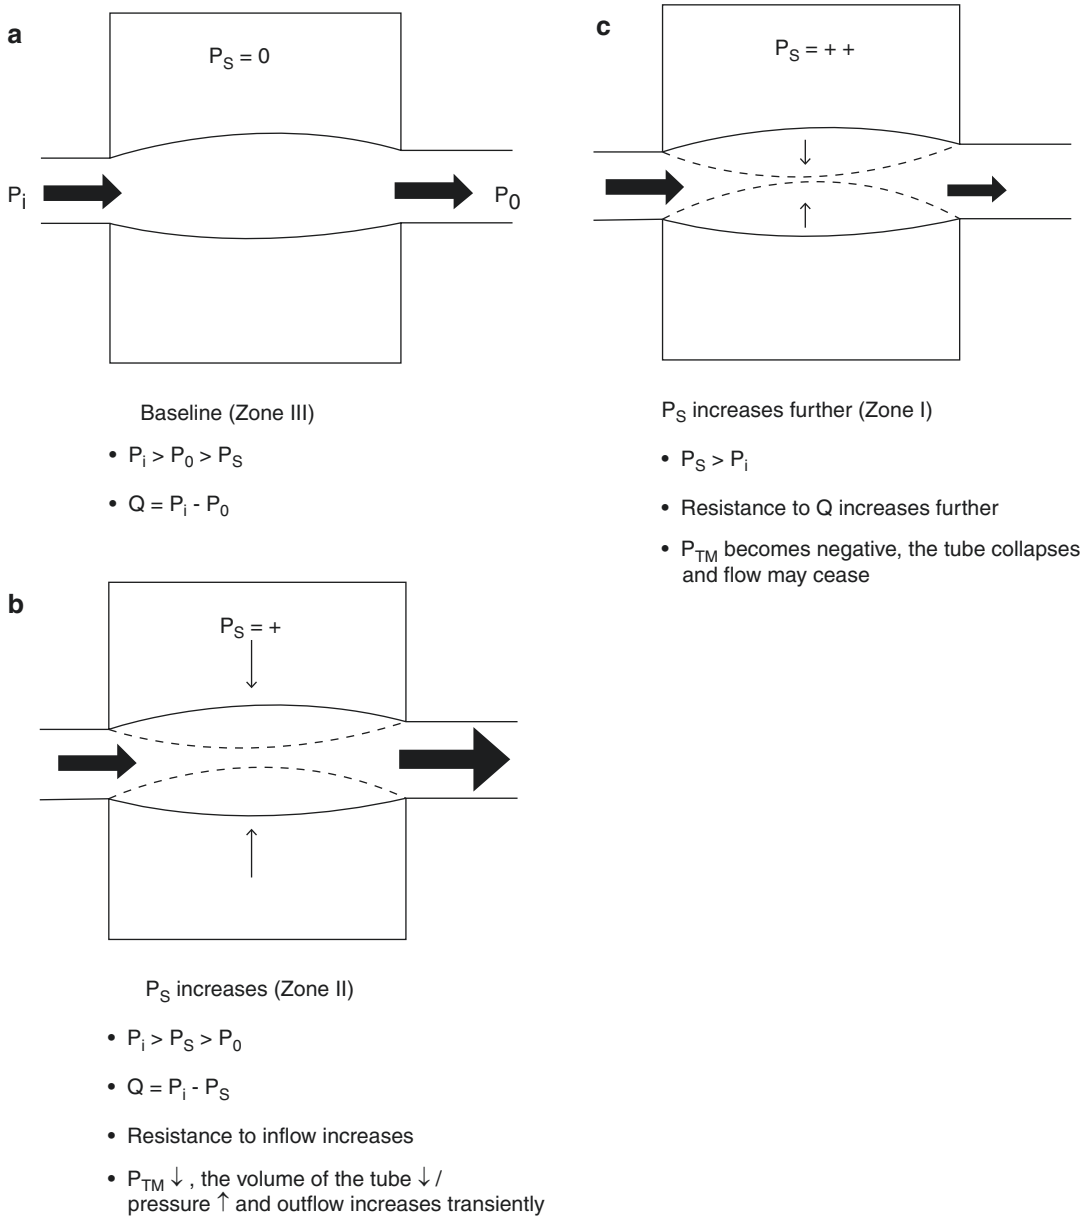 a
P_S = 0
P_i
P_0
Baseline (Zone III)
• P_i > P_0 > P_S
• Q = P_i - P_0
b
P_S = +
P_S increases (Zone II)
• P_i > P_S > P_0
• Q = P_i - P_S
• Resistance to inflow increases
• P_TM ↓ , the volume of the tube ↓ /
pressure ↑ and outflow increases transiently
c
P_S = + +
P_S increases further (Zone I)
• P_S > P_i
• Resistance to Q increases further
• P_TM becomes negative, the tube collapses
and flow may cease